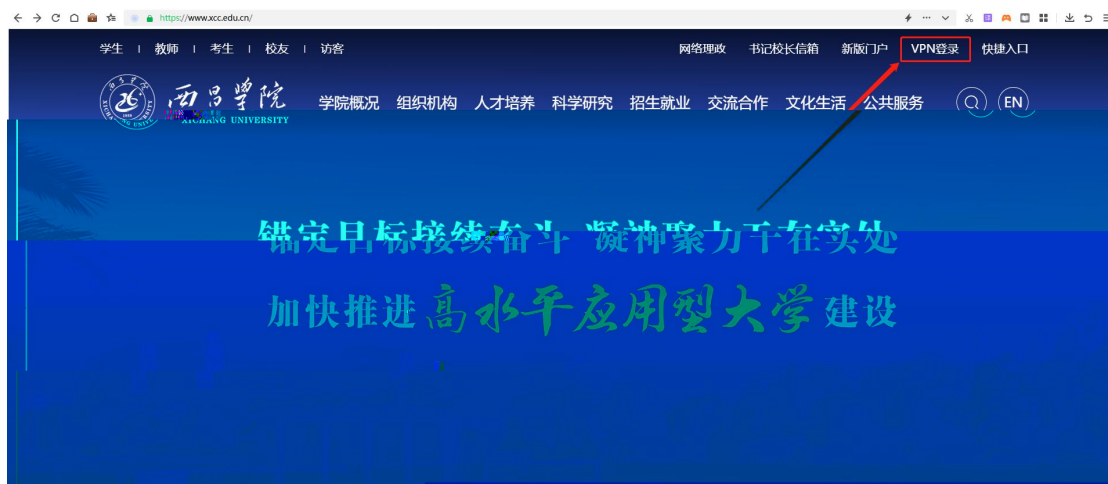 https://www.xcc.edu.cn/
学生 | 教师 | 考生 | 校友 | 访客 网络理政 书记校长信箱 新版门户 VPN登录 快捷入口
西昌学院 学院概况 组织机构 人才培养 科学研究 招生就业 交流合作 文化生活 公共服务 EN
XICHANG UNIVERSITY
锚定目标接续奋斗 凝神聚力干在实处
加快推进高水平应用型大学建设